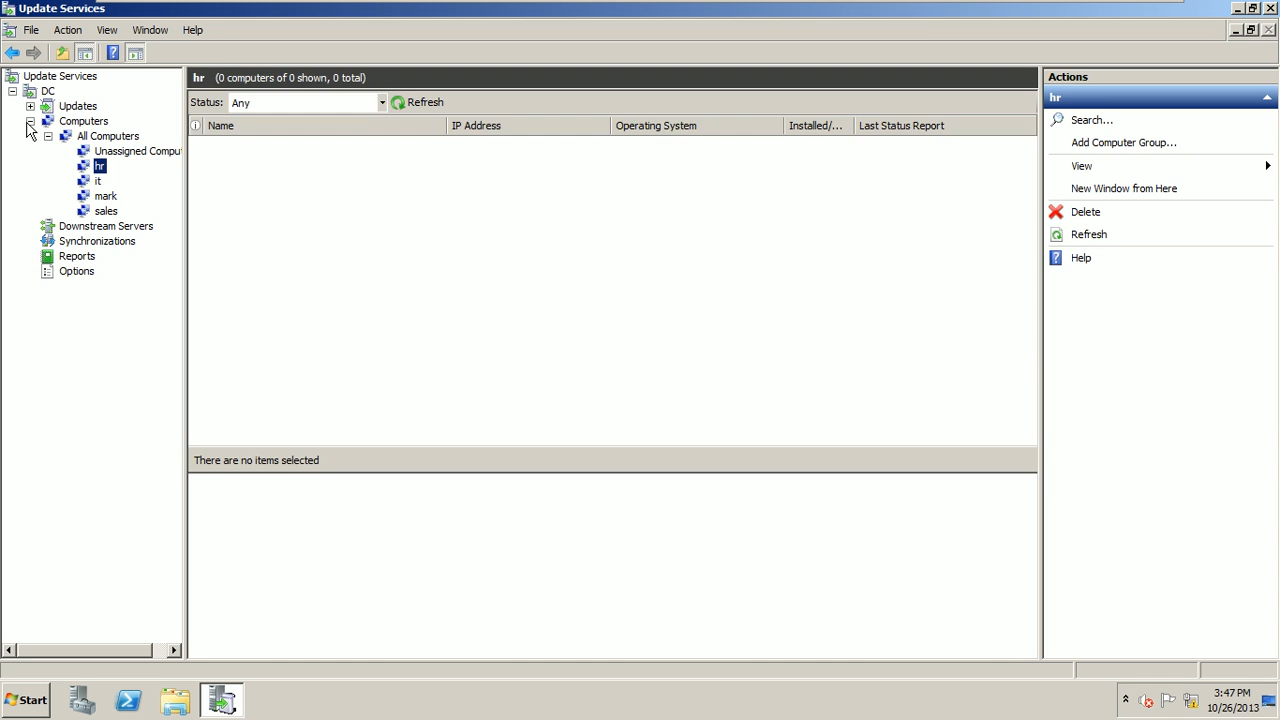 Update Services
File Action View Window Help
Update Services
DC
Updates
Computers
All Computers
Unassigned Compu
hr
it
mark
sales
Downstream Servers
Synchronizations
Reports
Options
hr (0 computers of 0 shown, 0 total)
Status: Any Refresh
Name IP Address Operating System Installed/... Last Status Report
There are no items selected
Actions
hr
Search...
Add Computer Group...
View
New Window from Here
Delete
Refresh
Help
Start
3:47 PM
10/26/2013